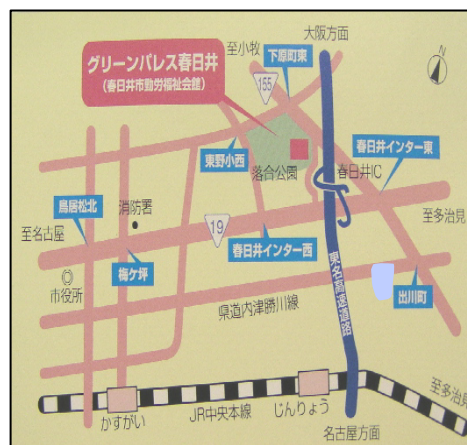 大阪方面
至小牧
下原町東
N
グリーンパレス春日井
(春日井市勤労福祉会館)
155
春日井インター東
東野小西
落合公園
春日井IC
鳥居松北
消防署
至多治見
至名古屋
19
春日井インター西
梅ケ坪
市役所
東名高速道路
出川町
県道内津勝川線
至多治見
かすがい
JR中央本線
じんりょう
名古屋方面